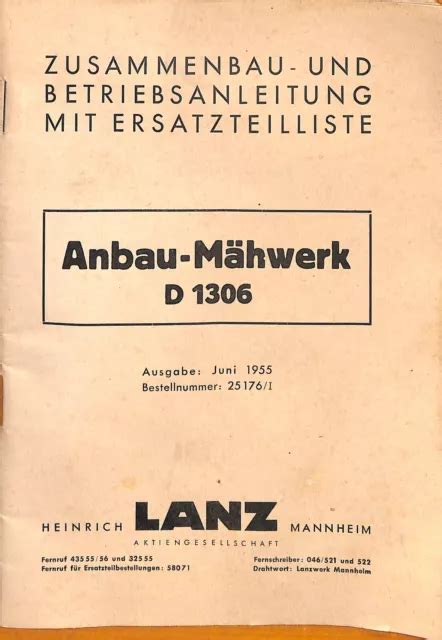 ZUSAMMENBAU- UND
BETRIEBSANLEITUNG
MIT ERSATZTEILLISTE
Anbau-Mähwerk
D 1306
Ausgabe: Juni 1955
Bestellnummer: 25176/I
HEINRICH LANZ MANNHEIM
AKTIENGESELLSCHAFT
Fernruf 43555/56 und 32555
Fernruf für Ersatzteilbestellungen: 58071
Fernschreiber: 046/521 und 522
Drahtwort: Lanzwerk Mannheim